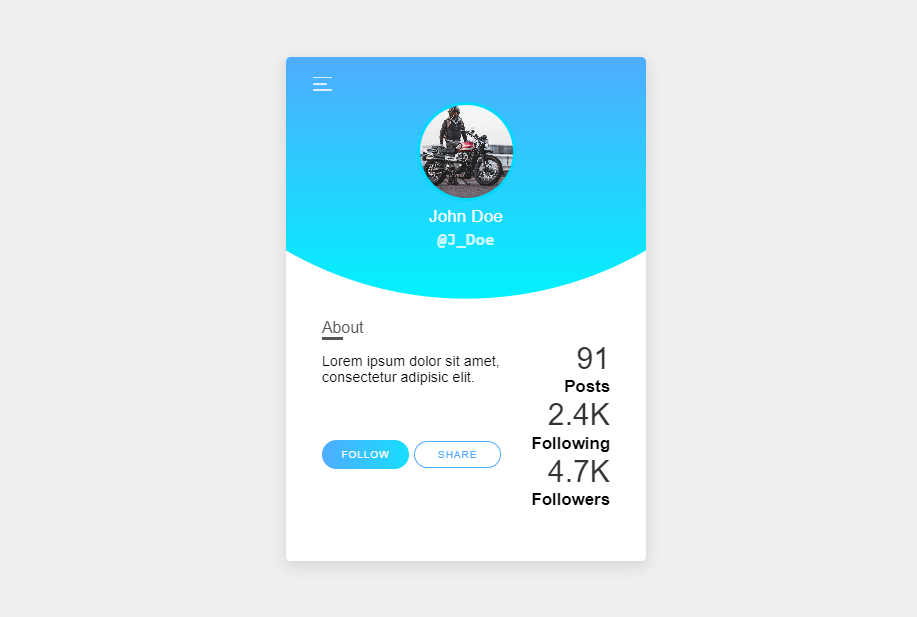 John Doe
@J_Doe
About
Lorem ipsum dolor sit amet,
consectetur adipisic elit.
FOLLOW
SHARE
91
Posts
2.4K
Following
4.7K
Followers